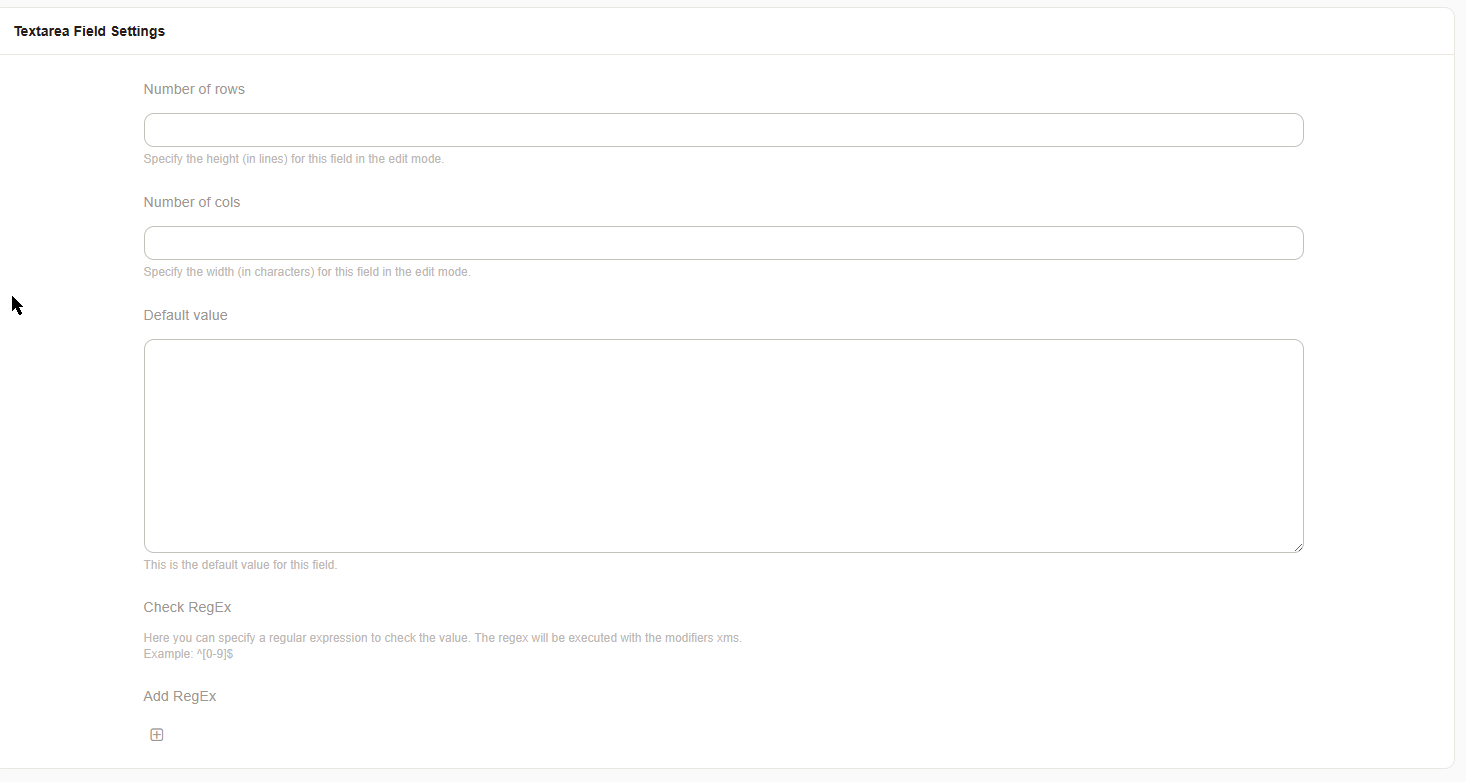 Textarea Field Settings
Number of rows
Specify the height (in lines) for this field in the edit mode.
Number of cols
Specify the width (in characters) for this field in the edit mode.
Default value
This is the default value for this field.
Check RegEx
Here you can specify a regular expression to check the value. The regex will be executed with the modifiers xms.
Example: ^[0-9]$
Add RegEx